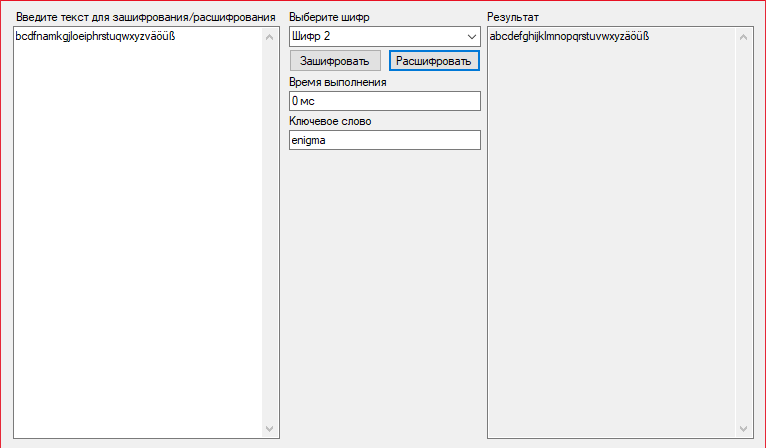 Введите текст для зашифрования/расшифрования
bcdfnamkgjloeiphrstuqwxyzväöüß
Выберите шифр
Шифр 2
Зашифровать Расшифровать
Время выполнения
0 мс
Ключевое слово
enigma
Результат
abcdefghijklmnopqrstuvwxyzäöüß